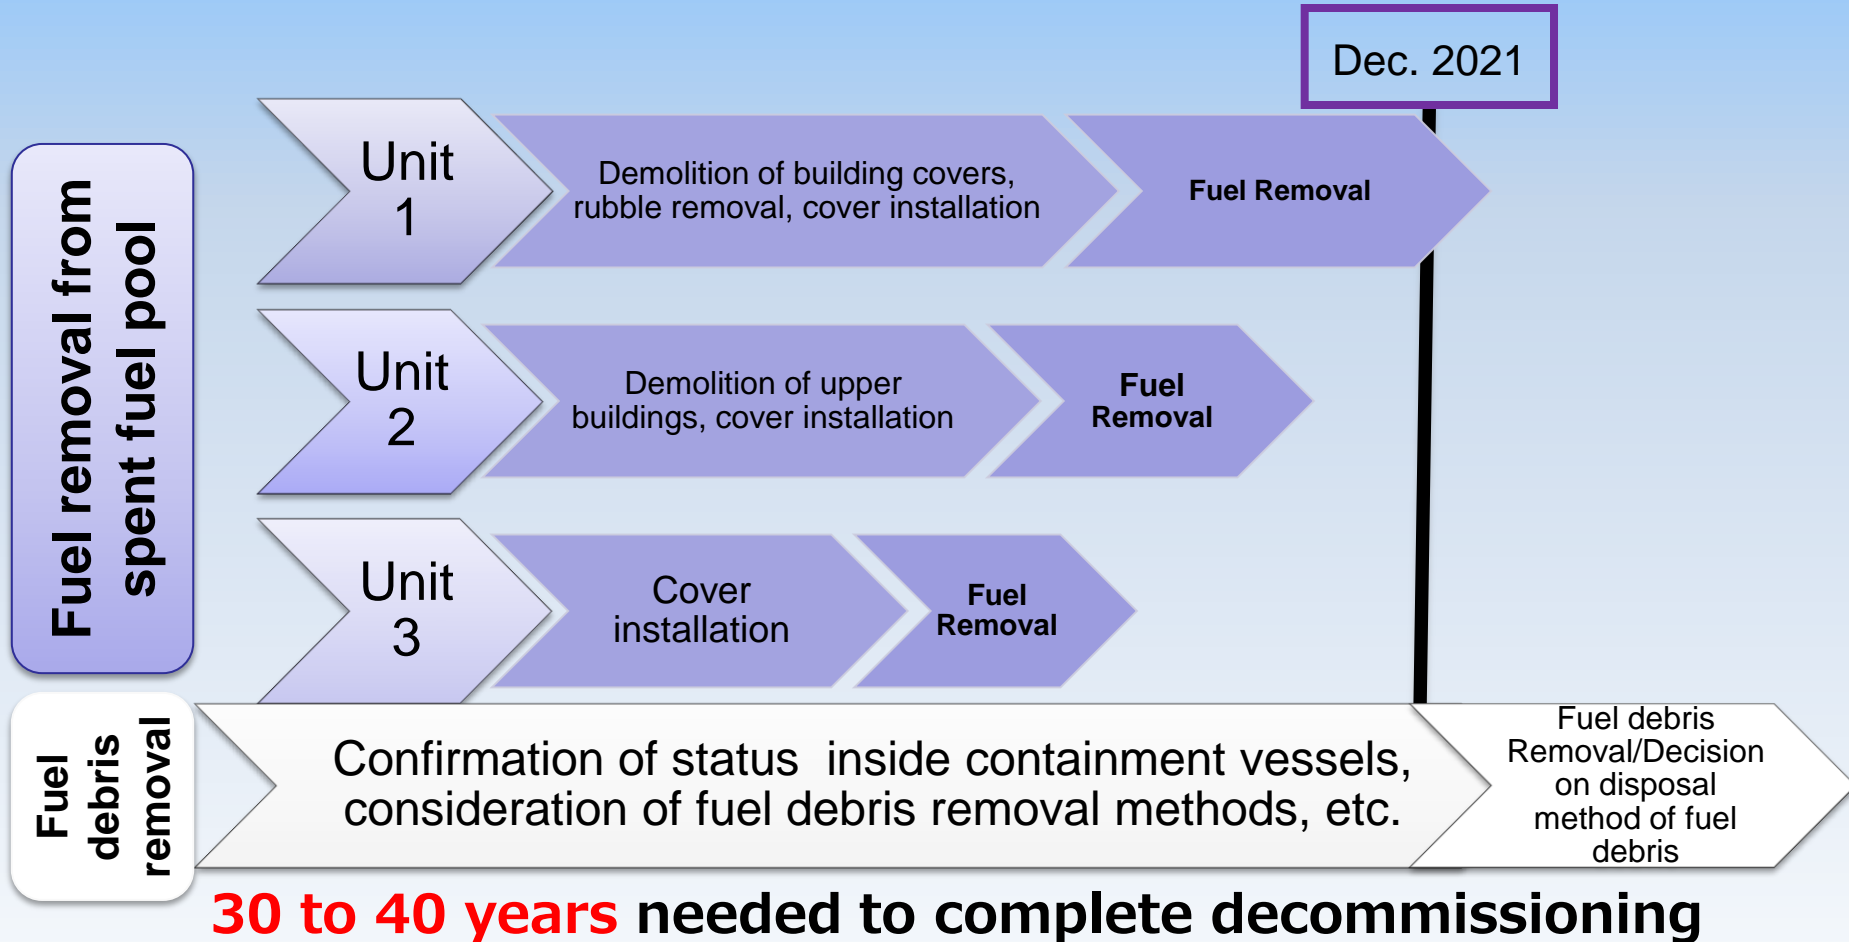 Dec. 2021
Fuel removal from
spent fuel pool
Unit
1
Demolition of building covers,
rubble removal, cover installation
Fuel Removal
Unit
2
Demolition of upper
buildings, cover installation
Fuel
Removal
Unit
3
Cover
installation
Fuel
Removal
Fuel
debris
removal
Confirmation of status  inside containment vessels,
consideration of fuel debris removal methods, etc.
Fuel debris
Removal/Decision
on disposal
method of fuel
debris
30 to 40 years needed to complete decommissioning